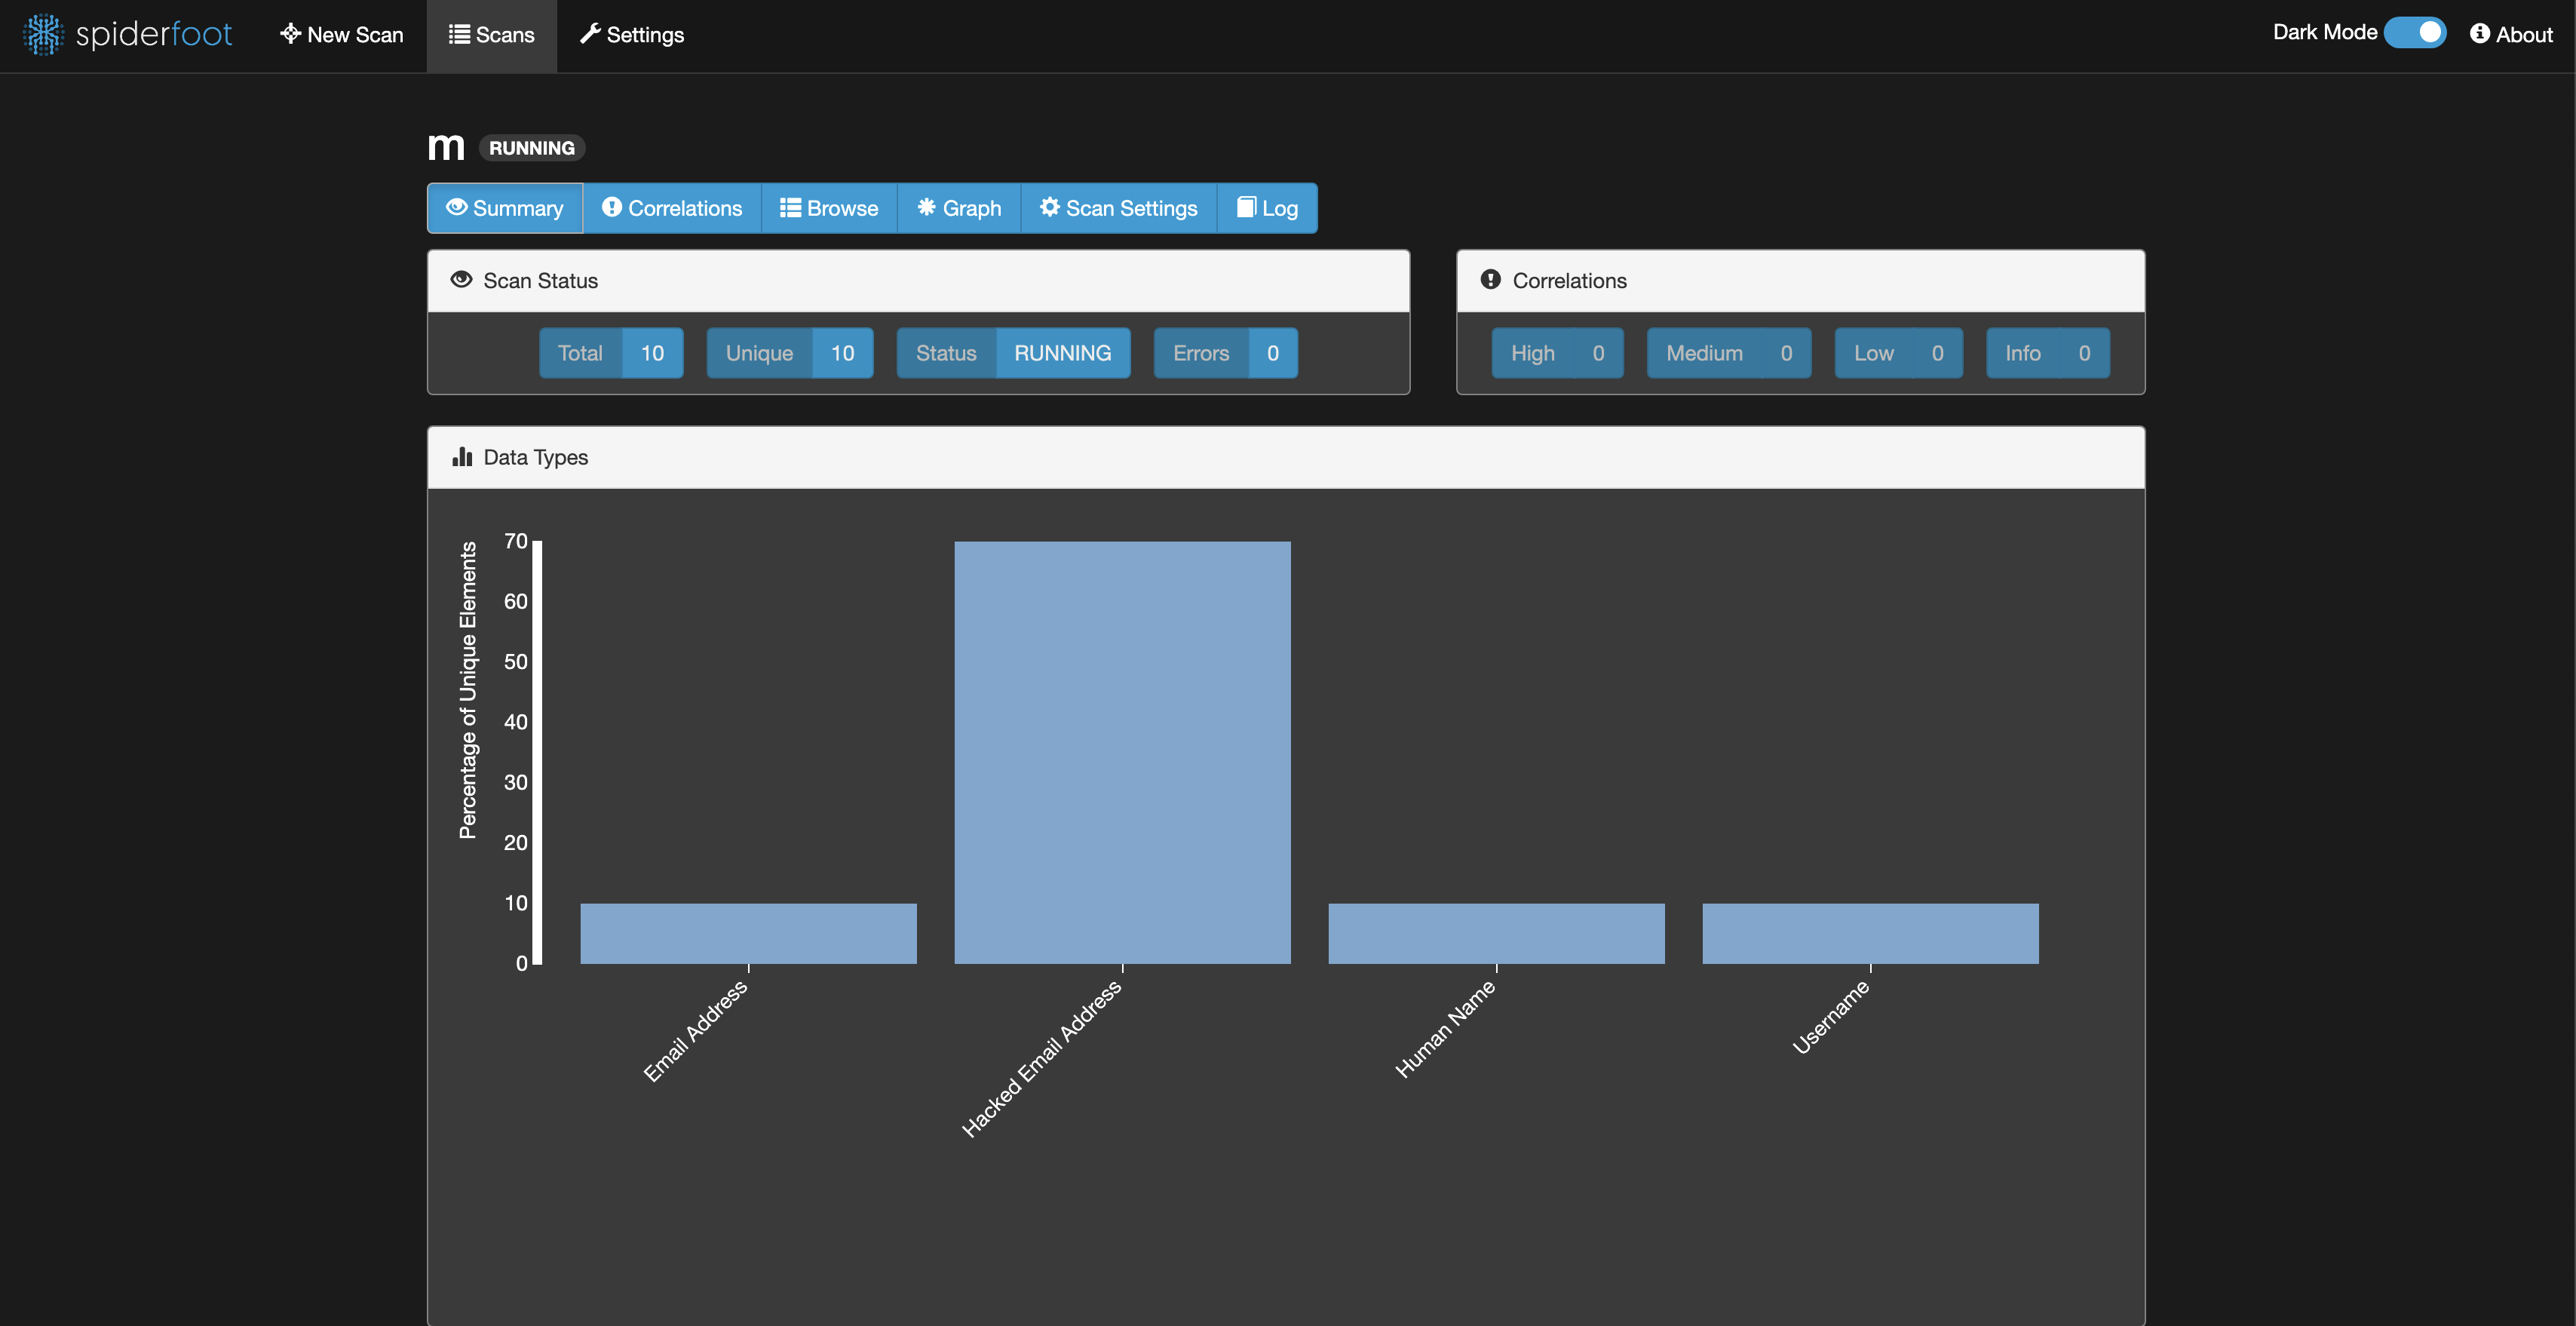 spiderfoot New Scan Scans Settings Dark Mode About
m RUNNING
Summary Correlations Browse Graph Scan Settings Log
Scan Status
Total 10 Unique 10 Status RUNNING Errors 0
Correlations
High 0 Medium 0 Low 0 Info 0
Data Types
Percentage of Unique Elements
70
60
50
40
30
20
10
0
Email Address
Hacked Email Address
Human Name
Username